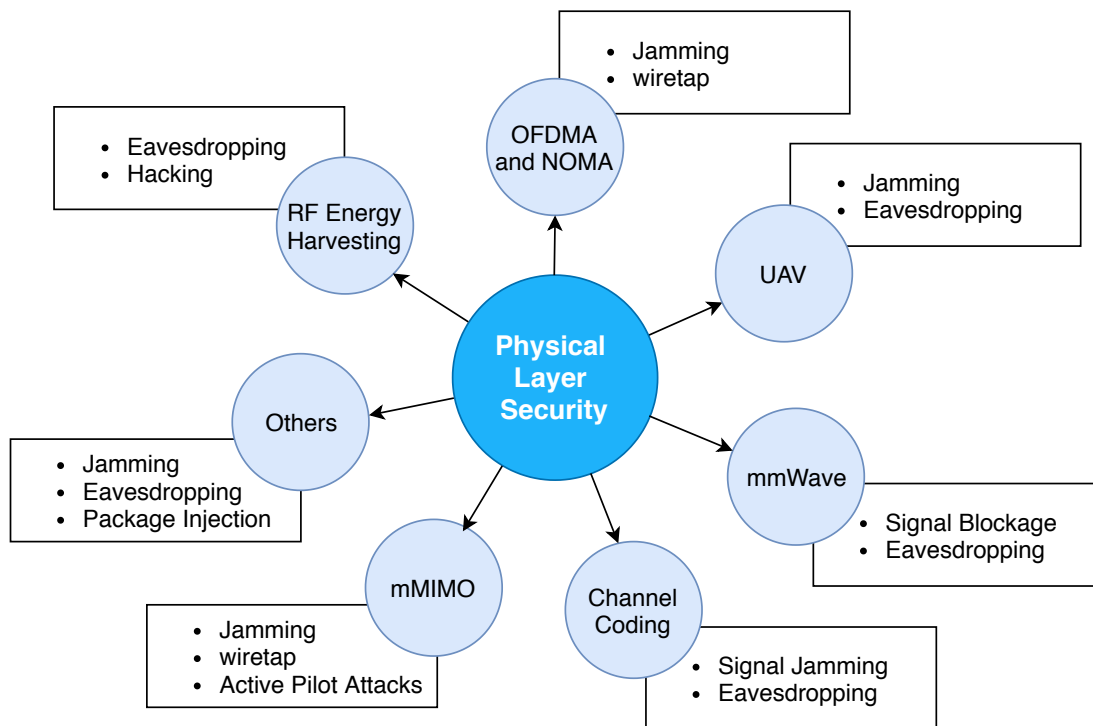 Jamming
wiretap
OFDMA
and NOMA
Eavesdropping
Hacking
RF Energy
Harvesting
Jamming
Eavesdropping
UAV
Physical
Layer
Security
Others
Jamming
Eavesdropping
Package Injection
mmWave
Signal Blockage
Eavesdropping
mMIMO
Jamming
wiretap
Active Pilot Attacks
Channel
Coding
Signal Jamming
Eavesdropping